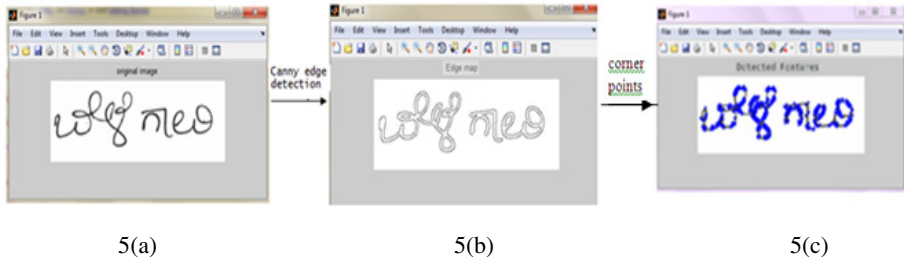 Figure 1
File Edit View Insert Tools Desktop Window Help
original image
Canny edge
detection
Figure 1
File Edit View Insert Tools Desktop Window Help
Edge map
corner
points
Figure 1
File Edit View Insert Tools Desktop Window Help
Detected Features
5(a) 5(b) 5(c)